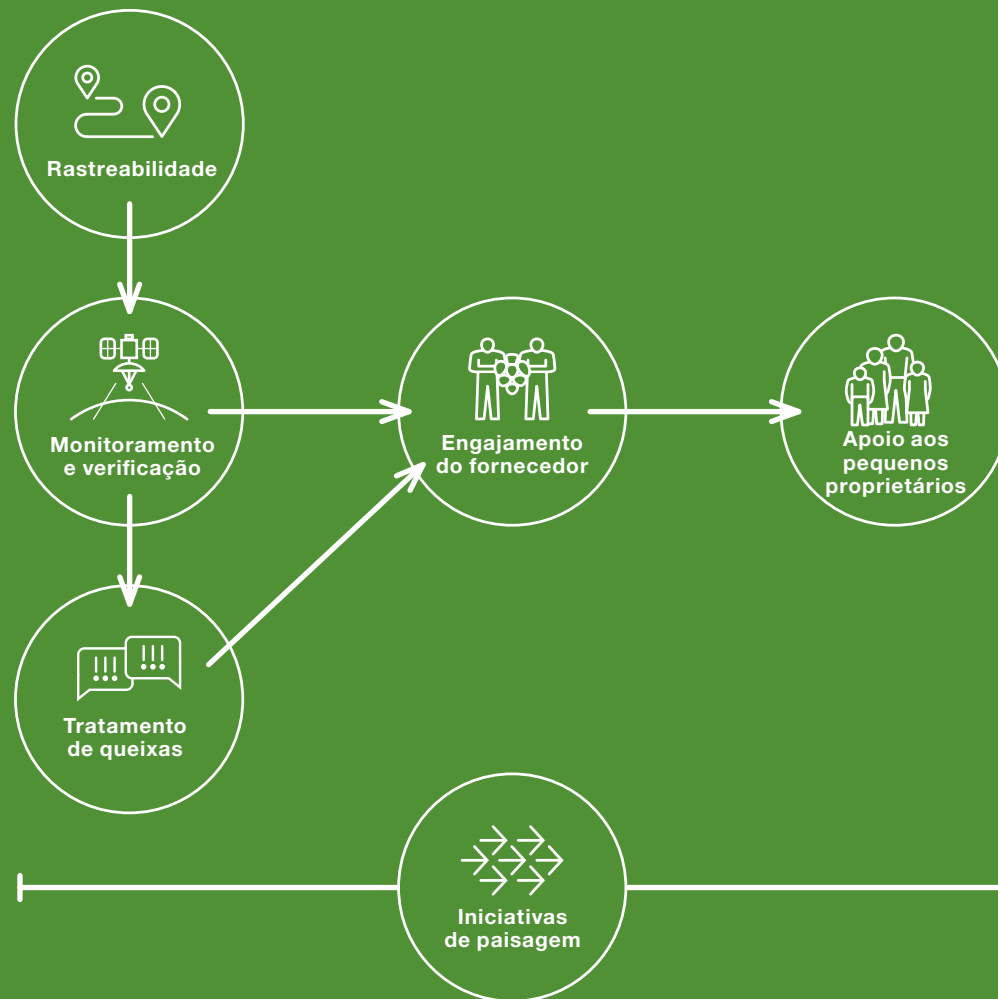 Rastreabilidade
Monitoramento
e verificação
Engajamento
do fornecedor
Apoio aos
pequenos
proprietários
Tratamento
de queixas
Iniciativas
de paisagem